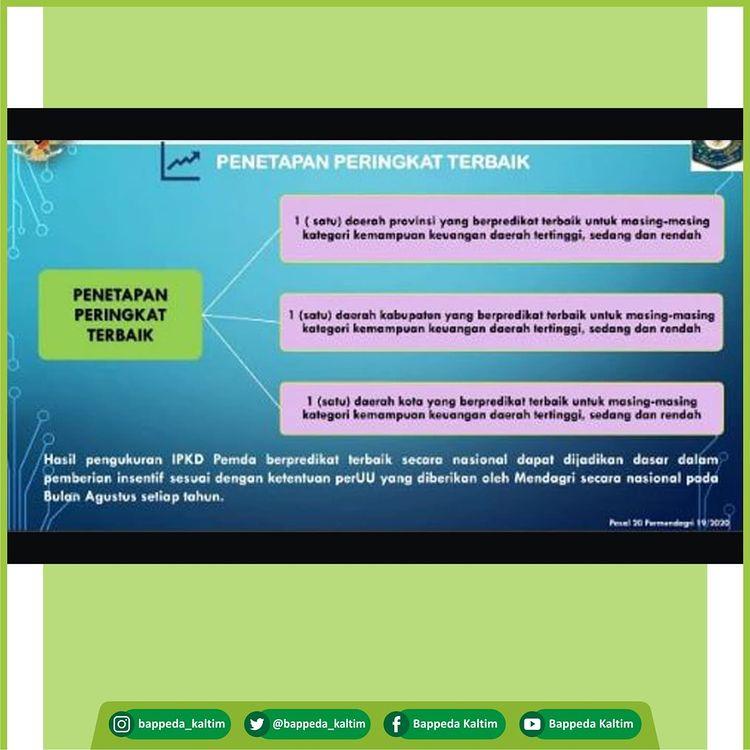 PENETAPAN PERINGKAT TERBAIK
1 ( satu) daerah provinsi yang berpredikat terbaik untuk masing-masing
kategori kemampuan keuangan daerah tertinggi, sedang dan rendah
PENETAPAN
PERINGKAT
TERBAIK
1 (satu) daerah kabupaten yang berpredikat terbaik untuk masing-masing
kategori kemampuan keuangan daerah tertinggi, sedang dan rendah
1 (satu) daerah kota yang berpredikat terbaik untuk masing-masing
kategori kemampuan keuangan daerah tertinggi, sedang dan rendah
Hasil pengukuran IPKD Pemda berpredikat terbaik secara nasional dapat dijadikan dasar dalam
pemberian insentif sesuai dengan ketentuan perUU yang diberikan oleh Mendagri secara nasional pada
Bulan Agustus setiap tahun.
Pasal 20 Permendagri 19/2020
bappeda_kaltim
@bappeda_kaltim
Bappeda Kaltim
Bappeda Kaltim